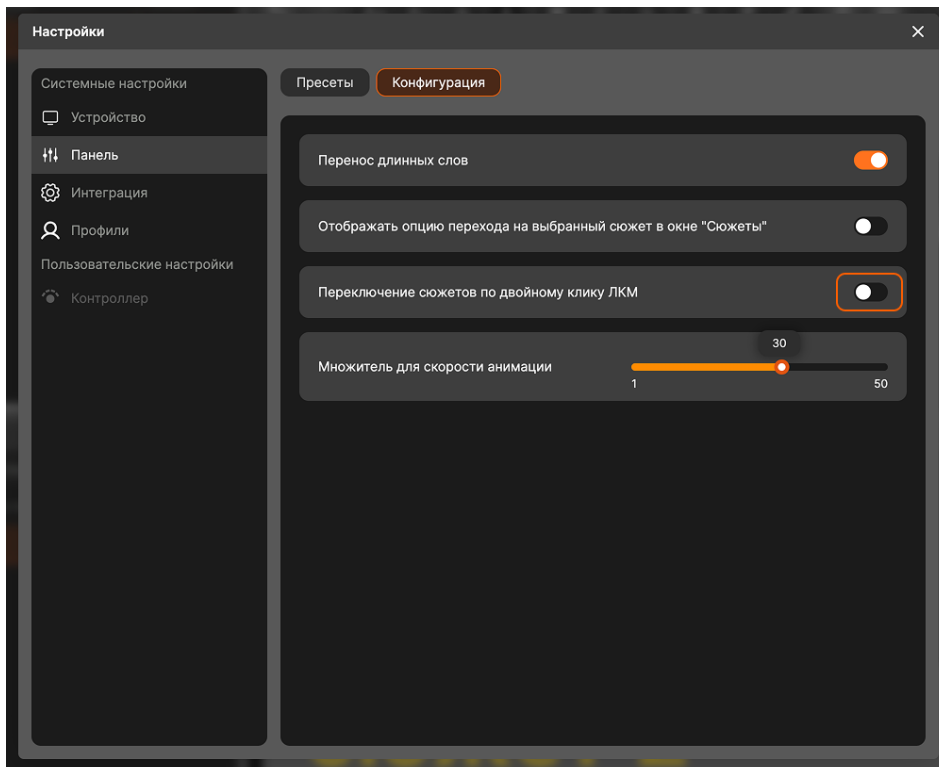 Настройки
Системные настройки
Устройство
Панель
Интеграция
Профили
Пользовательские настройки
Контроллер
Пресеты
Конфигурация
Перенос длинных слов
Отображать опцию перехода на выбранный сюжет в окне "Сюжеты"
Переключение сюжетов по двойному клику ЛКМ
Множитель для скорости анимации
30
1
50